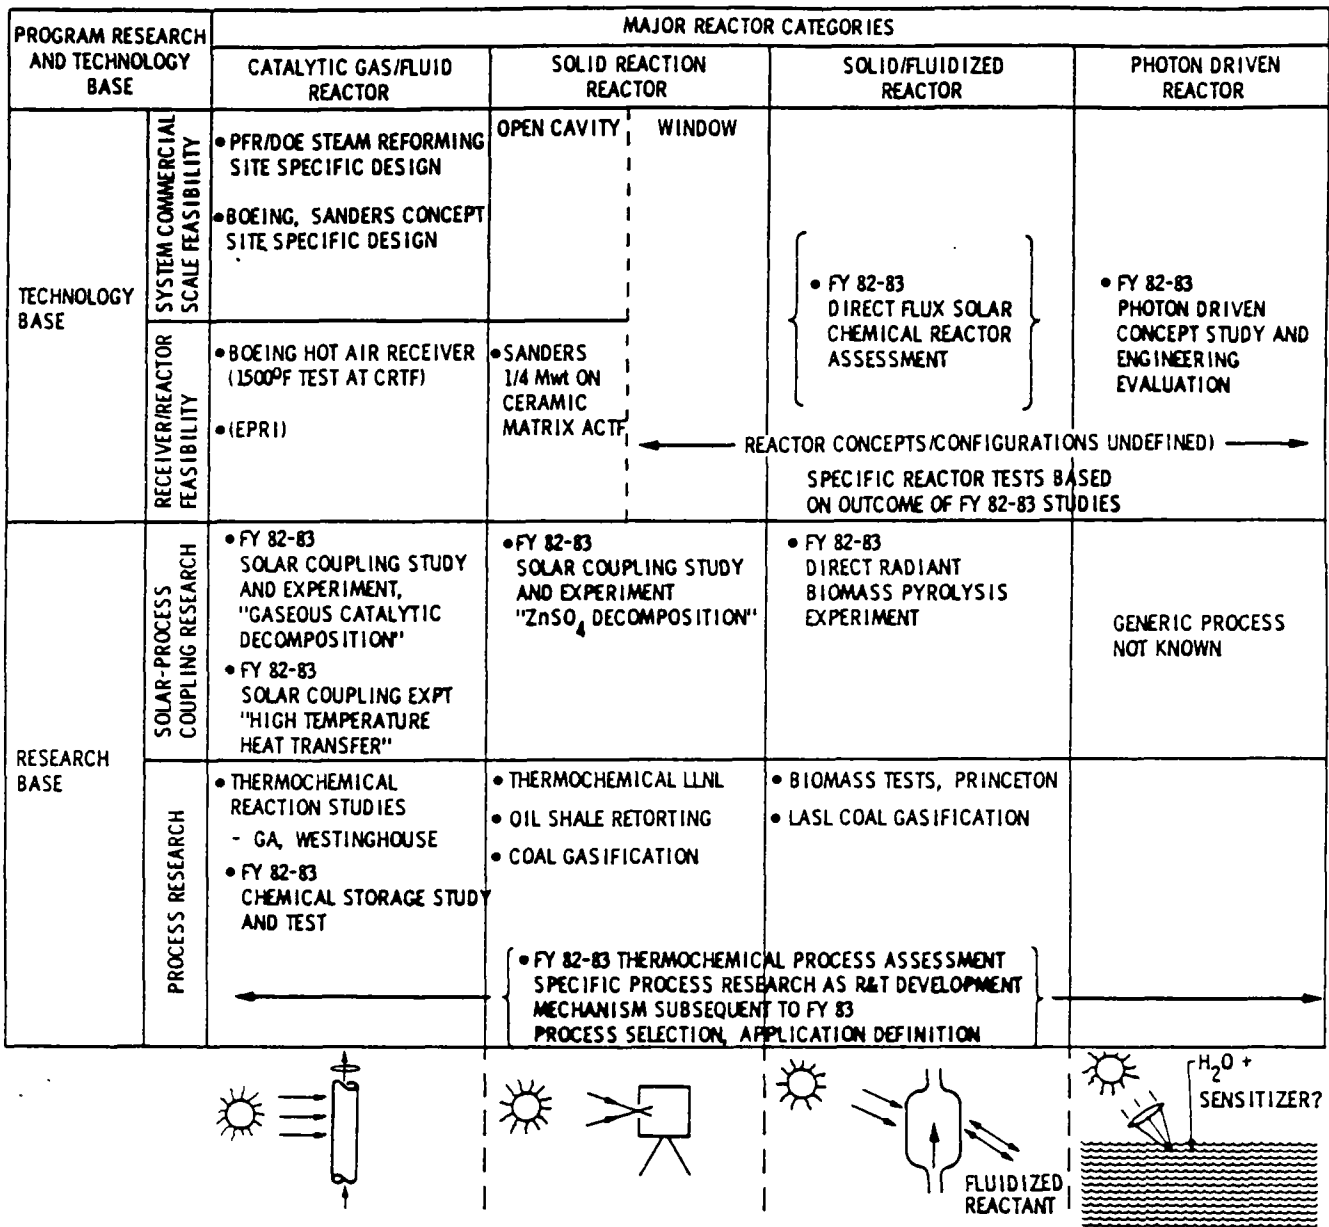 PROGRAM RESEARCH
AND TECHNOLOGY
BASE
MAJOR REACTOR CATEGORIES
CATALYTIC GAS/FLUID
REACTOR
SOLID REACTION
REACTOR
SOLID/FLUIDIZED
REACTOR
PHOTON DRIVEN
REACTOR
TECHNOLOGY
BASE
SYSTEM COMMERCIAL
SCALE FEASIBILITY
• PFR/DOE STEAM REFORMING
SITE SPECIFIC DESIGN
• BOEING, SANDERS CONCEPT
SITE SPECIFIC DESIGN
OPEN CAVITY
WINDOW
• FY 82-83
DIRECT FLUX SOLAR
CHEMICAL REACTOR
ASSESSMENT
• FY 82-83
PHOTON DRIVEN
CONCEPT STUDY AND
ENGINEERING
EVALUATION
RECEIVER/REACTOR
FEASIBILITY
• BOEING HOT AIR RECEIVER
(1500°F TEST AT CRTF)
• (EPRI)
• SANDERS
1/4 Mwt ON
CERAMIC
MATRIX ACTF
REACTOR CONCEPTS/CONFIGURATIONS UNDEFINED)
SPECIFIC REACTOR TESTS BASED
ON OUTCOME OF FY 82-83 STUDIES
RESEARCH
BASE
SOLAR-PROCESS
COUPLING RESEARCH
• FY 82-83
SOLAR COUPLING STUDY
AND EXPERIMENT,
"GASEOUS CATALYTIC
DECOMPOSITION"
• FY 82-83
SOLAR COUPLING EXPT
"HIGH TEMPERATURE
HEAT TRANSFER"
• FY 82-83
SOLAR COUPLING STUDY
AND EXPERIMENT
"ZnSO4 DECOMPOSITION"
• FY 82-83
DIRECT RADIANT
BIOMASS PYROLYSIS
EXPERIMENT
GENERIC PROCESS
NOT KNOWN
PROCESS RESEARCH
• THERMOCHEMICAL
REACTION STUDIES
- GA, WESTINGHOUSE
• FY 82-83
CHEMICAL STORAGE STUDY
AND TEST
• THERMOCHEMICAL LLNL
• OIL SHALE RETORTING
• COAL GASIFICATION
• BIOMASS TESTS, PRINCETON
• LASL COAL GASIFICATION
• FY 82-83 THERMOCHEMICAL PROCESS ASSESSMENT
SPECIFIC PROCESS RESEARCH AS R&T DEVELOPMENT
MECHANISM SUBSEQUENT TO FY 83
PROCESS SELECTION, APPLICATION DEFINITION
FLUIDIZED
REACTANT
H2O +
SENSITIZER?